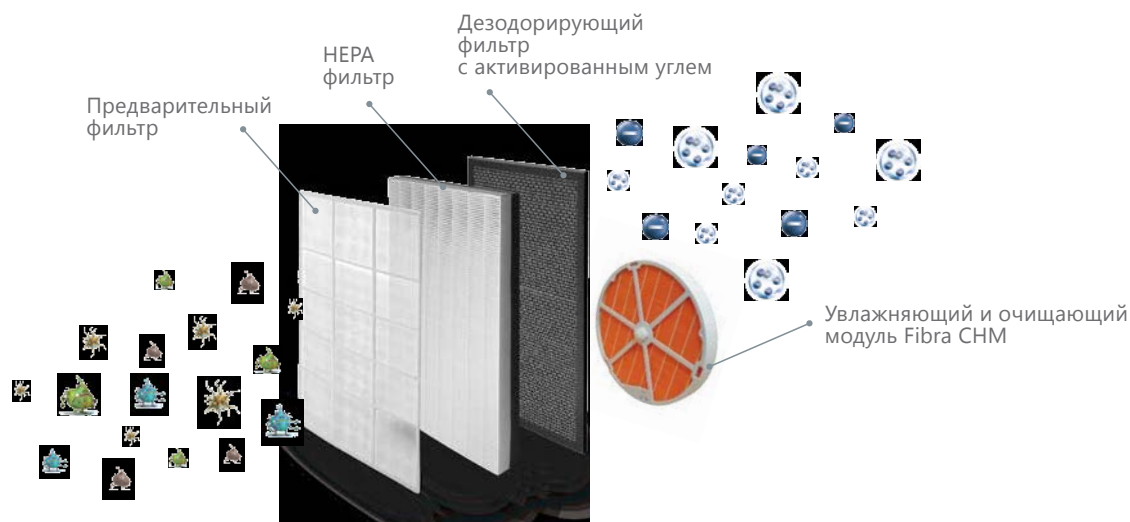 Дезодорирующий
фильтр
с активированным углем
HEPA
фильтр
Предварительный
фильтр
Увлажняющий и очищающий
модуль Fibra CHM